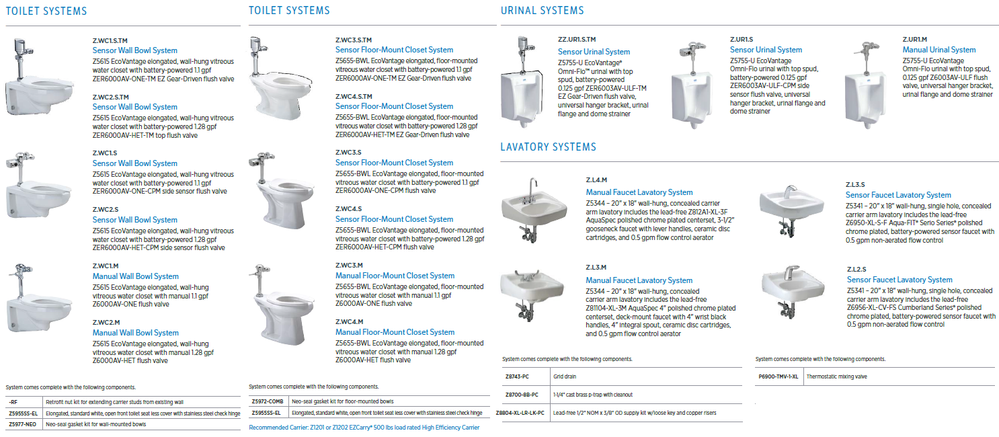 TOILET SYSTEMS
Z.WC1.S.TM
Sensor Wall Bowl System
Z5615 EcoVantage elongated, wall-hung vitreous
water closet with battery-powered 1.1 gpf
ZER6000AV-ONE-TM EZ Gear-Driven flush valve
Z.WC2.S.TM
Sensor Wall Bowl System
Z5615 EcoVantage elongated, wall-hung vitreous
water closet with battery-powered 1.28 gpf
ZER6000AV-HET-TM top flush valve
Z.WC1.S
Sensor Wall Bowl System
Z5615 EcoVantage elongated, wall-hung vitreous
water closet with battery-powered 1.1 gpf
ZER6000AV-ONE-CPM side sensor flush valve
Z.WC2.S
Sensor Wall Bowl System
Z5615 EcoVantage elongated, wall-hung vitreous
water closet with battery-powered 1.28 gpf
ZER6000AV-HET-CPM side sensor flush valve
Z.WC1.M
Manual Wall Bowl System
Z5615 EcoVantage elongated, wall-hung
vitreous water closet with manual 1.1 gpf
Z6000AV-ONE flush valve
Z.WC2.M
Manual Wall Bowl System
Z5615 EcoVantage elongated, wall-hung
vitreous water closet with manual 1.28 gpf
Z6000AV-HET flush valve
System comes complete with the following components.
-RF Retrofit nut kit for extending carrier studs from existing wall
Z5955SS-EL Elongated, standard white, open front toilet seat less cover with stainless steel check hinge
Z5977-NEO Neo-seal gasket kit for wall-mounted bowls
TOILET SYSTEMS
Z.WC3.S.TM
Sensor Floor-Mount Closet System
Z5655-BWL EcoVantage elongated, floor-mounted
vitreous water closet with battery-powered 1.1 gpf
ZER6000AV-ONE-TM EZ Gear-Driven flush valve
Z.WC4.S.TM
Sensor Floor-Mount Closet System
Z5655-BWL EcoVantage elongated, floor-mounted
vitreous water closet with battery-powered 1.28 gpf
ZER6000AV-HET-TM EZ Gear-Driven flush valve
Z.WC3.S
Sensor Floor-Mount Closet System
Z5655-BWL EcoVantage elongated, floor-mounted
vitreous water closet with battery-powered 1.1 gpf
ZER6000AV-ONE-CPM flush valve
Z.WC4.S
Sensor Floor-Mount Closet System
Z5655-BWL EcoVantage elongated, floor-mounted
vitreous water closet with battery-powered 1.28 gpf
ZER6000AV-HET-CPM flush valve
Z.WC3.M
Manual Floor-Mount Closet System
Z5655-BWL EcoVantage elongated, floor-mounted
vitreous water closet with manual 1.1 gpf
Z6000AV-ONE flush valve
Z.WC4.M
Manual Floor-Mount Closet System
Z5655-BWL EcoVantage elongated, floor-mounted
vitreous water closet with manual 1.28 gpf
Z6000AV-HET flush valve
System comes complete with the following components.
Z5972-COMB Neo-seal gasket kit for floor-mounted bowls
Z5955SS-EL Elongated, standard white, open front toilet seat less cover with stainless steel check hinge
Recommended Carrier: Z1201 or Z1202 EZCarry® 500 lbs load rated High Efficiency Carrier
URINAL SYSTEMS
ZZ.UR1.S.TM
Sensor Urinal System
Z5755-U EcoVantage®
Omni-Flo™ urinal with top
spud, battery-powered
0.125 gpf ZER6003AV-ULF-TM
EZ Gear-Driven flush valve,
universal hanger bracket, urinal
flange and dome strainer
Z.UR1.S
Sensor Urinal System
Z5755-U EcoVantage
Omni-Flo urinal with top spud,
battery-powered 0.125 gpf
ZER6003AV-ULF-CPM side
sensor flush valve, universal
hanger bracket, urinal flange and
dome strainer
Z.UR1.M
Manual Urinal System
Z5755-U EcoVantage
Omni-Flo urinal with top spud,
0.125 gpf Z6003AV-ULF flush
valve, universal hanger bracket,
urinal flange and dome strainer
LAVATORY SYSTEMS
Z.L4.M
Manual Faucet Lavatory System
Z5344 – 20" x 18" wall-hung, concealed carrier
arm lavatory includes the lead-free Z812A1-XL-3F
AquaSpec polished chrome plated centerset, 3-1/2"
gooseneck faucet with lever handles, ceramic disc
cartridges, and 0.5 gpm flow control aerator
Z.L3.M
Manual Faucet Lavatory System
Z5344 – 20" x 18" wall-hung, concealed
carrier arm lavatory includes the lead-free
Z81104-XL-3M AquaSpec 4" polished chrome plated
centerset, deck-mount faucet with 4" wrist black
handles, 4" integral spout, ceramic disc cartridges,
and 0.5 gpm flow control aerator
Z.L3.S
Sensor Faucet Lavatory System
Z5341 – 20" x 18" wall-hung, single hole, concealed
carrier arm lavatory includes the lead-free
Z6950-XL-S-F Aqua-FIT® Serio Series® polished
chrome plated, battery-powered sensor faucet with
0.5 gpm non-aerated flow control
Z.L2.S
Sensor Faucet Lavatory System
Z5341 – 20" x 18" wall-hung, single hole, concealed
carrier arm lavatory includes the lead-free
Z6956-XL-CV-FS Cumberland Series® polished
chrome plated, battery-powered sensor faucet with
0.5 gpm non-aerated flow control
System comes complete with the following components.
Z8743-PC Grid drain
Z8700-8B-PC 1-1/4" cast brass p-trap with cleanout
Z8804-XL-LR-LK-PC Lead-free 1/2" NOM x 3/8" OD supply kit w/loose key and copper risers
System comes complete with the following components.
P6900-TMV-1-XL Thermostatic mixing valve